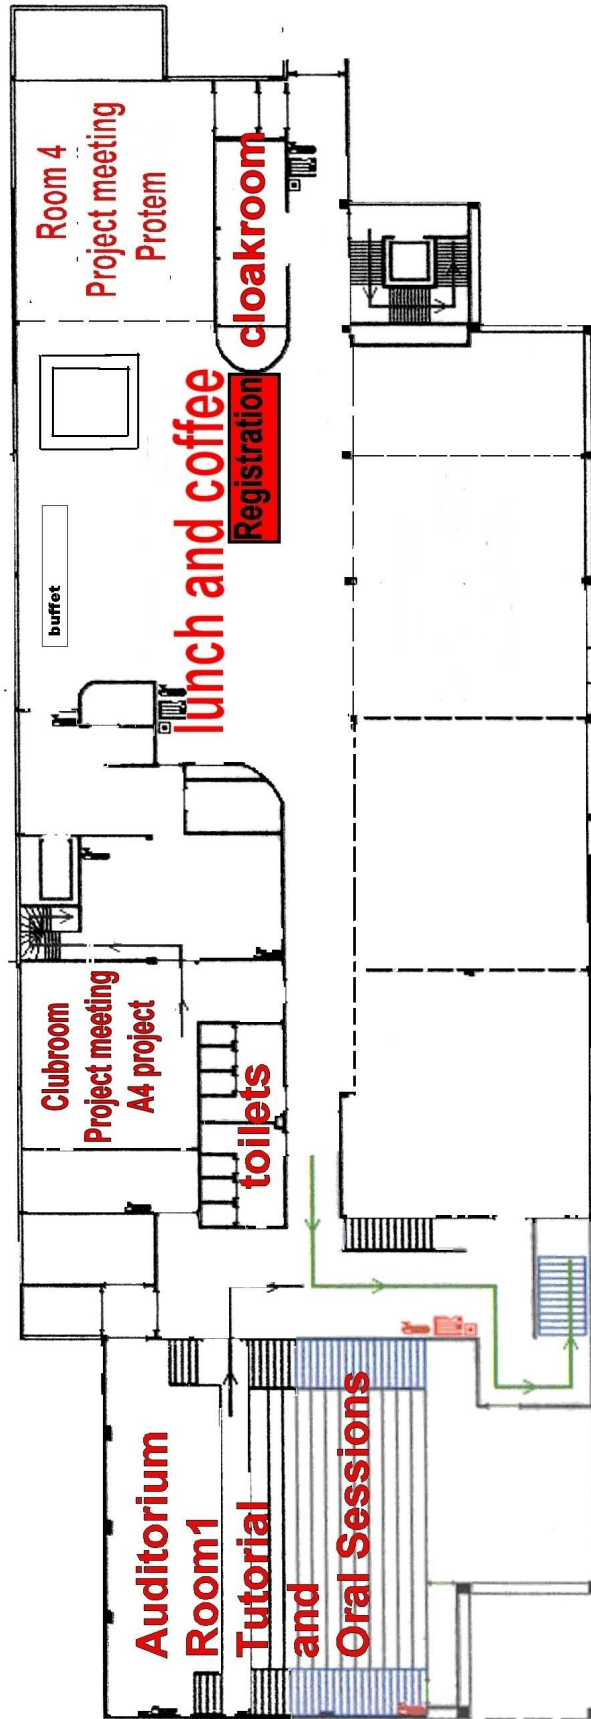 Room 4
Project meeting
Protem
cloakroom
lunch and coffee
Registration
buffet
Clubroom
Project meeting
A4 project
toilets
Auditorium
Room1
Tutorial
and
Oral Sessions